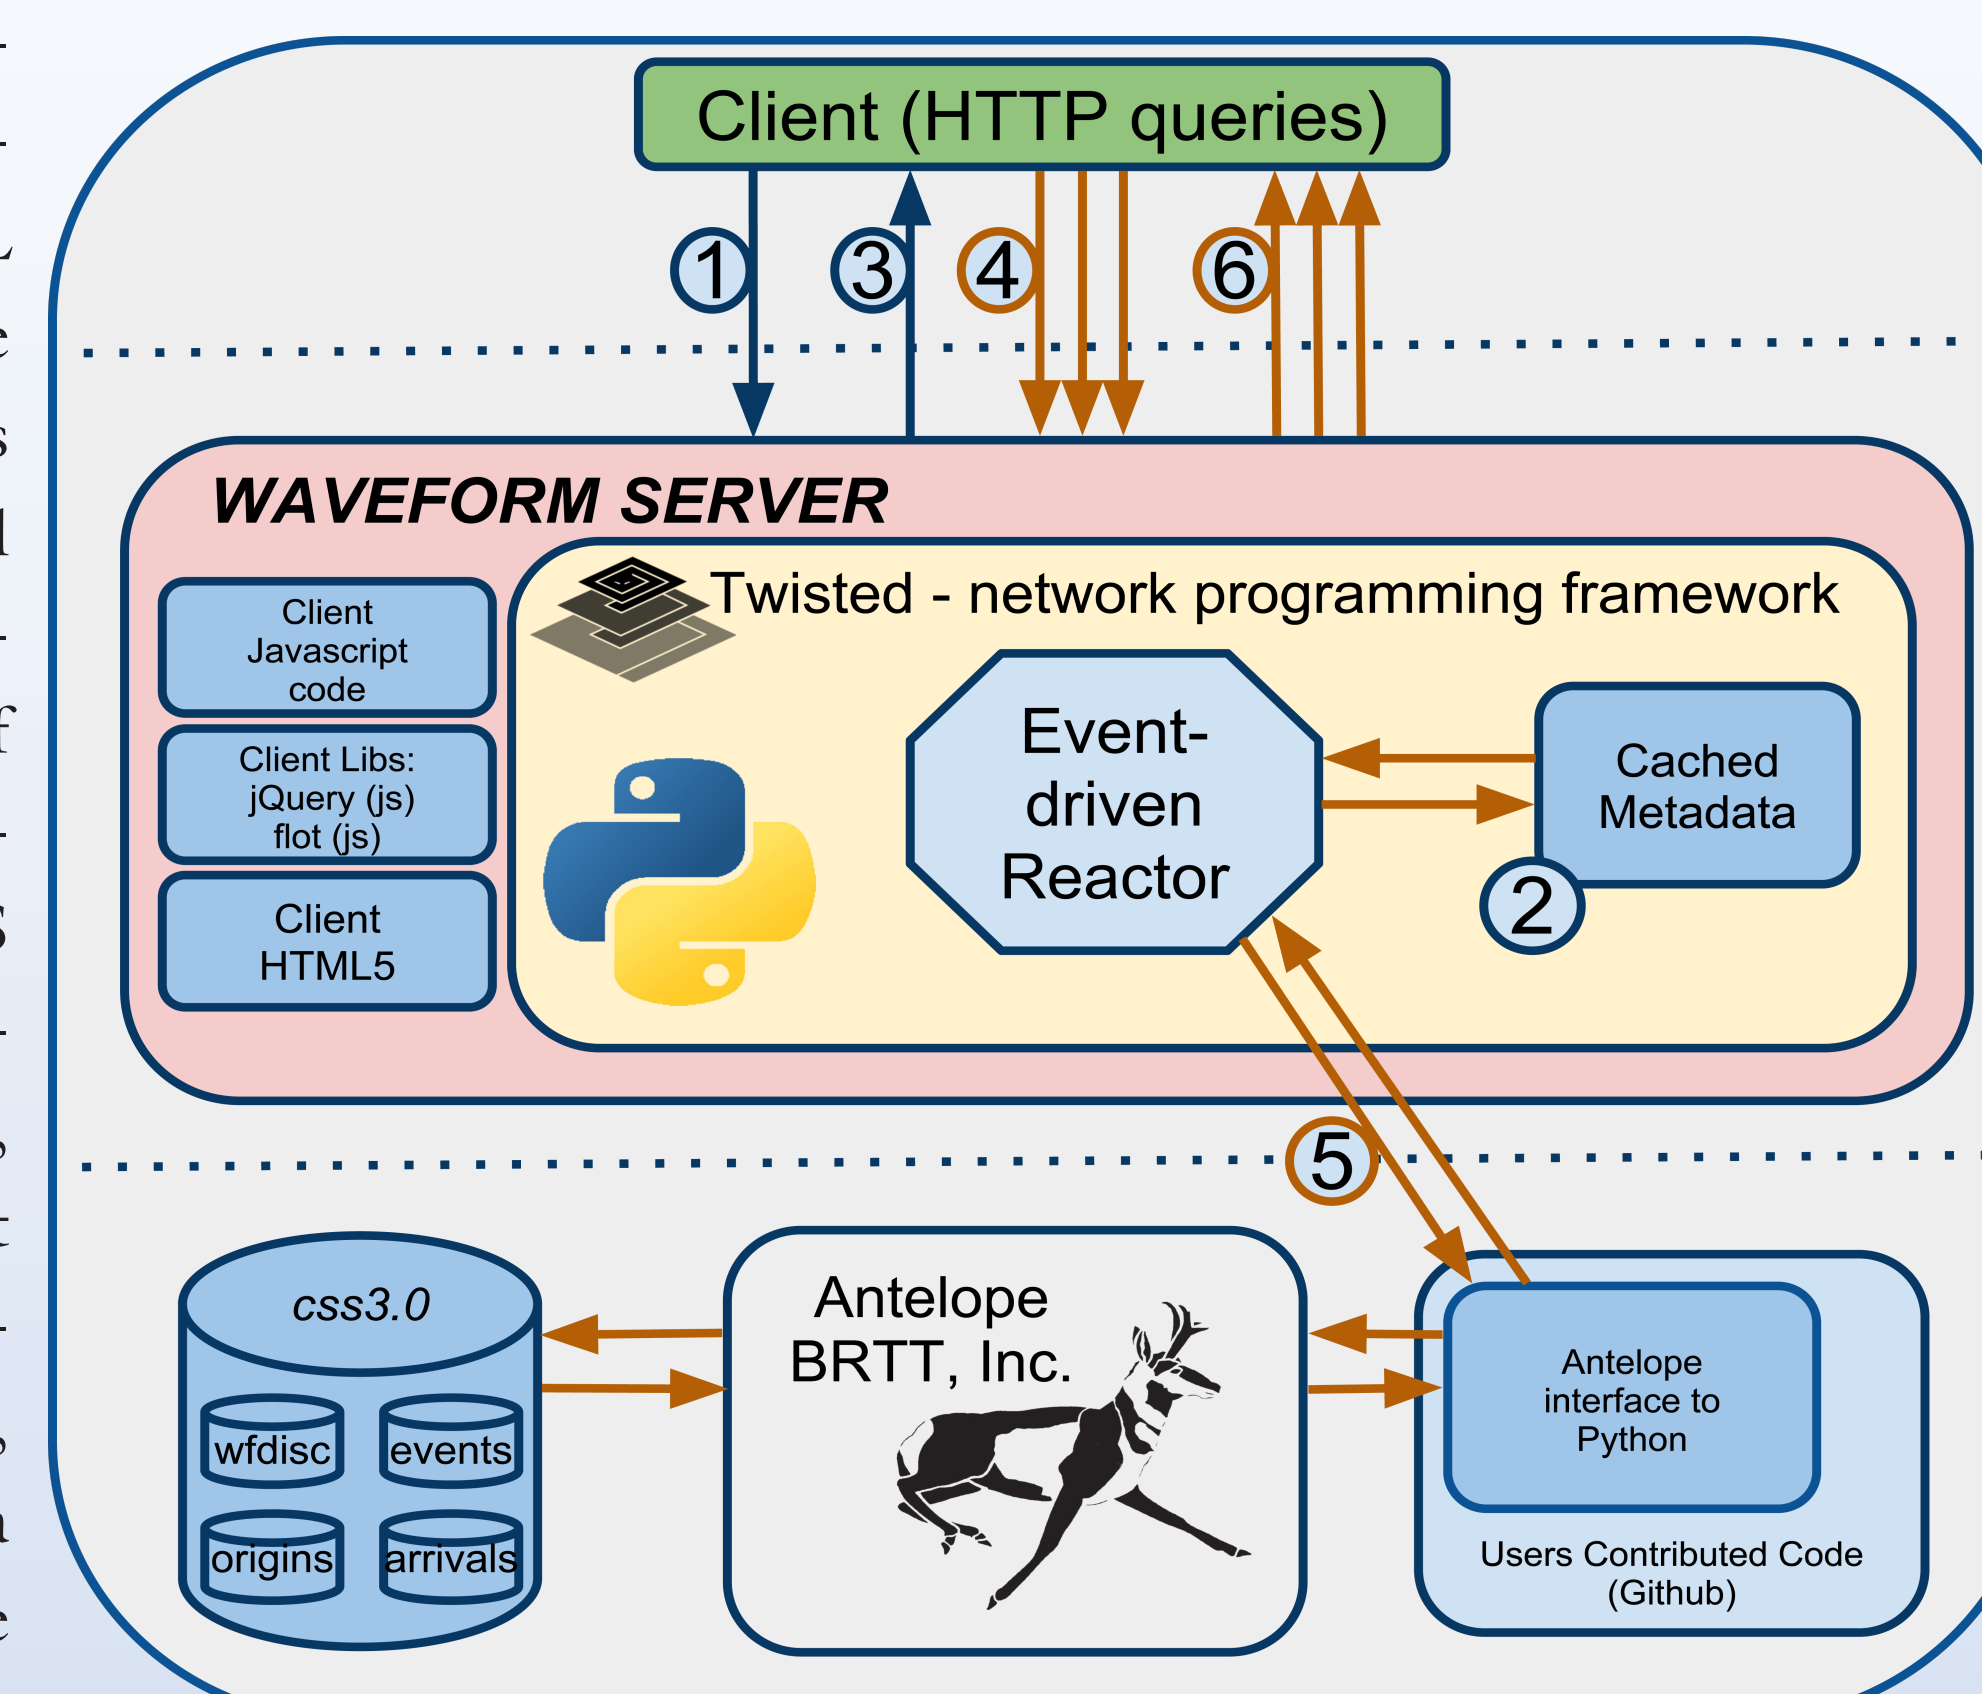 Client (HTTP queries)
1
3
4
6
WAVEFORM SERVER
Twisted - network programming framework
Client
Javascript
code
Client Libs:
jQuery (js)
flot (js)
Client
HTML5
Event-
driven
Reactor
Cached
Metadata
2
5
css3.0
wfdisc
events
origins
arrivals
Antelope
BRTT, Inc.
Antelope
interface to
Python
Users Contributed Code
(Github)